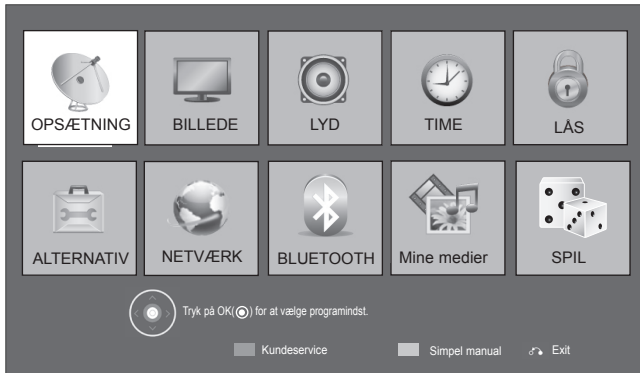 OPSÆTNING
BILLEDE
LYD
TIME
LÅS
ALTERNATIV
NETVÆRK
BLUETOOTH
Mine medier
SPIL
Tryk på OK(◉) for at vælge programindst.
Kundeservice
Simpel manual
Exit